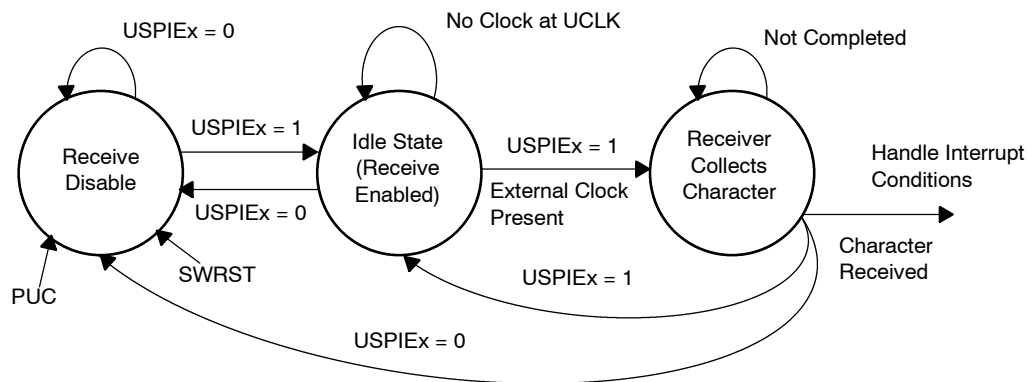 USPIEx = 0
No Clock at UCLK
Not Completed
Receive
Disable
USPIEx = 1
USPIEx = 0
Idle State
(Receive
Enabled)
USPIEx = 1
External Clock
Present
Receiver
Collects
Character
Handle Interrupt
Conditions
Character
Received
PUC
SWRST
USPIEx = 1
USPIEx = 0